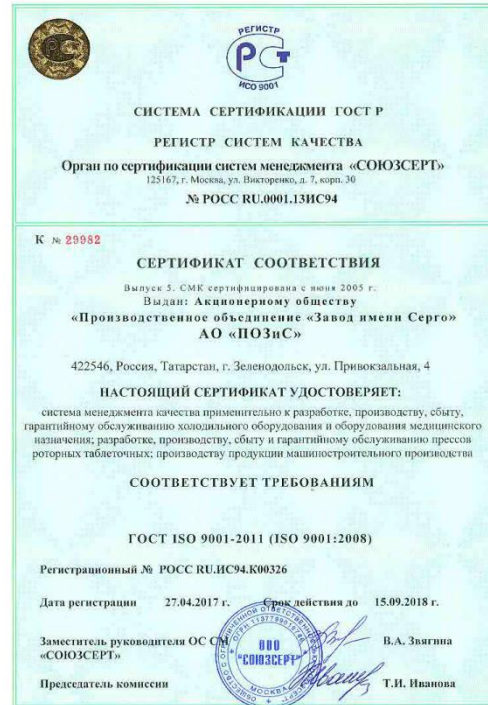 РЕГИСТР
РСТ
ИСО 9001
СИСТЕМА СЕРТИФИКАЦИИ ГОСТ Р
РЕГИСТР СИСТЕМ КАЧЕСТВА
Орган по сертификации систем менеджмента «СОЮЗСЕРТ»
125167, г. Москва, ул. Викторенко, д. 7, корп. 30
№ РОСС RU.0001.13ИС94
К № 29982
СЕРТИФИКАТ СООТВЕТСТВИЯ
Выпуск 5. СМК сертифицирована с июня 2005 г.
Выдан: Акционерному обществу
«Производственное объединение «Завод имени Серго»
АО «ПОЗиС»
422546, Россия, Татарстан, г. Зеленодольск, ул. Привокзальная, 4
НАСТОЯЩИЙ СЕРТИФИКАТ УДОСТОВЕРЯЕТ:
система менеджмента качества применительно к разработке, производству, сбыту,
гарантийному обслуживанию холодильного оборудования и оборудования медицинского
назначения; разработке, производству, сбыту и гарантийному обслуживанию прессов
роторных таблеточных; производству продукции машиностроительного производства
СООТВЕТСТВУЕТ ТРЕБОВАНИЯМ
ГОСТ ISO 9001-2011 (ISO 9001:2008)
Регистрационный № РОСС RU.ИС94.К00326
Дата регистрации 27.04.2017 г. Срок действия до 15.09.2018 г.
Заместитель руководителя ОС СМ
«СОЮЗСЕРТ»
В.А. Звягина
ООО
"СОЮЗСЕРТ"
МОСКВА
Председатель комиссии Т.И. Иванова